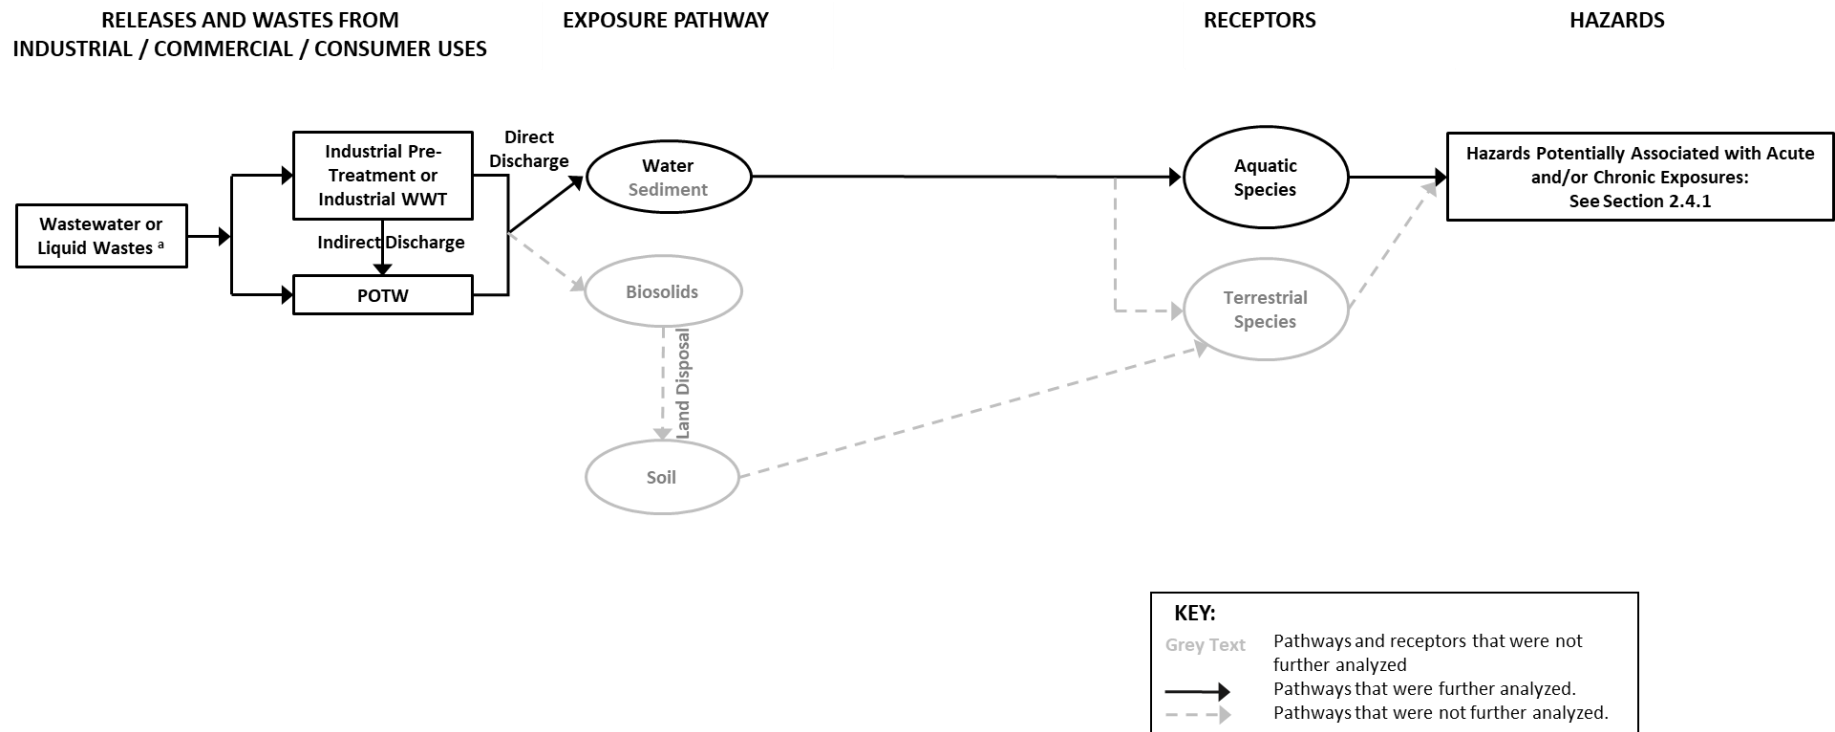 RELEASES AND WASTES FROM
INDUSTRIAL / COMMERCIAL / CONSUMER USES
EXPOSURE PATHWAY
RECEPTORS
HAZARDS
Wastewater or
Liquid Wastes ᵃ
Industrial Pre-
Treatment or
Industrial WWT
Indirect Discharge
POTW
Direct
Discharge
Water
Sediment
Biosolids
Land Disposal
Soil
Aquatic
Species
Terrestrial
Species
Hazards Potentially Associated with Acute
and/or Chronic Exposures:
See Section 2.4.1
KEY:
Grey Text
Pathways and receptors that were not
further analyzed
Pathways that were further analyzed.
Pathways that were not further analyzed.